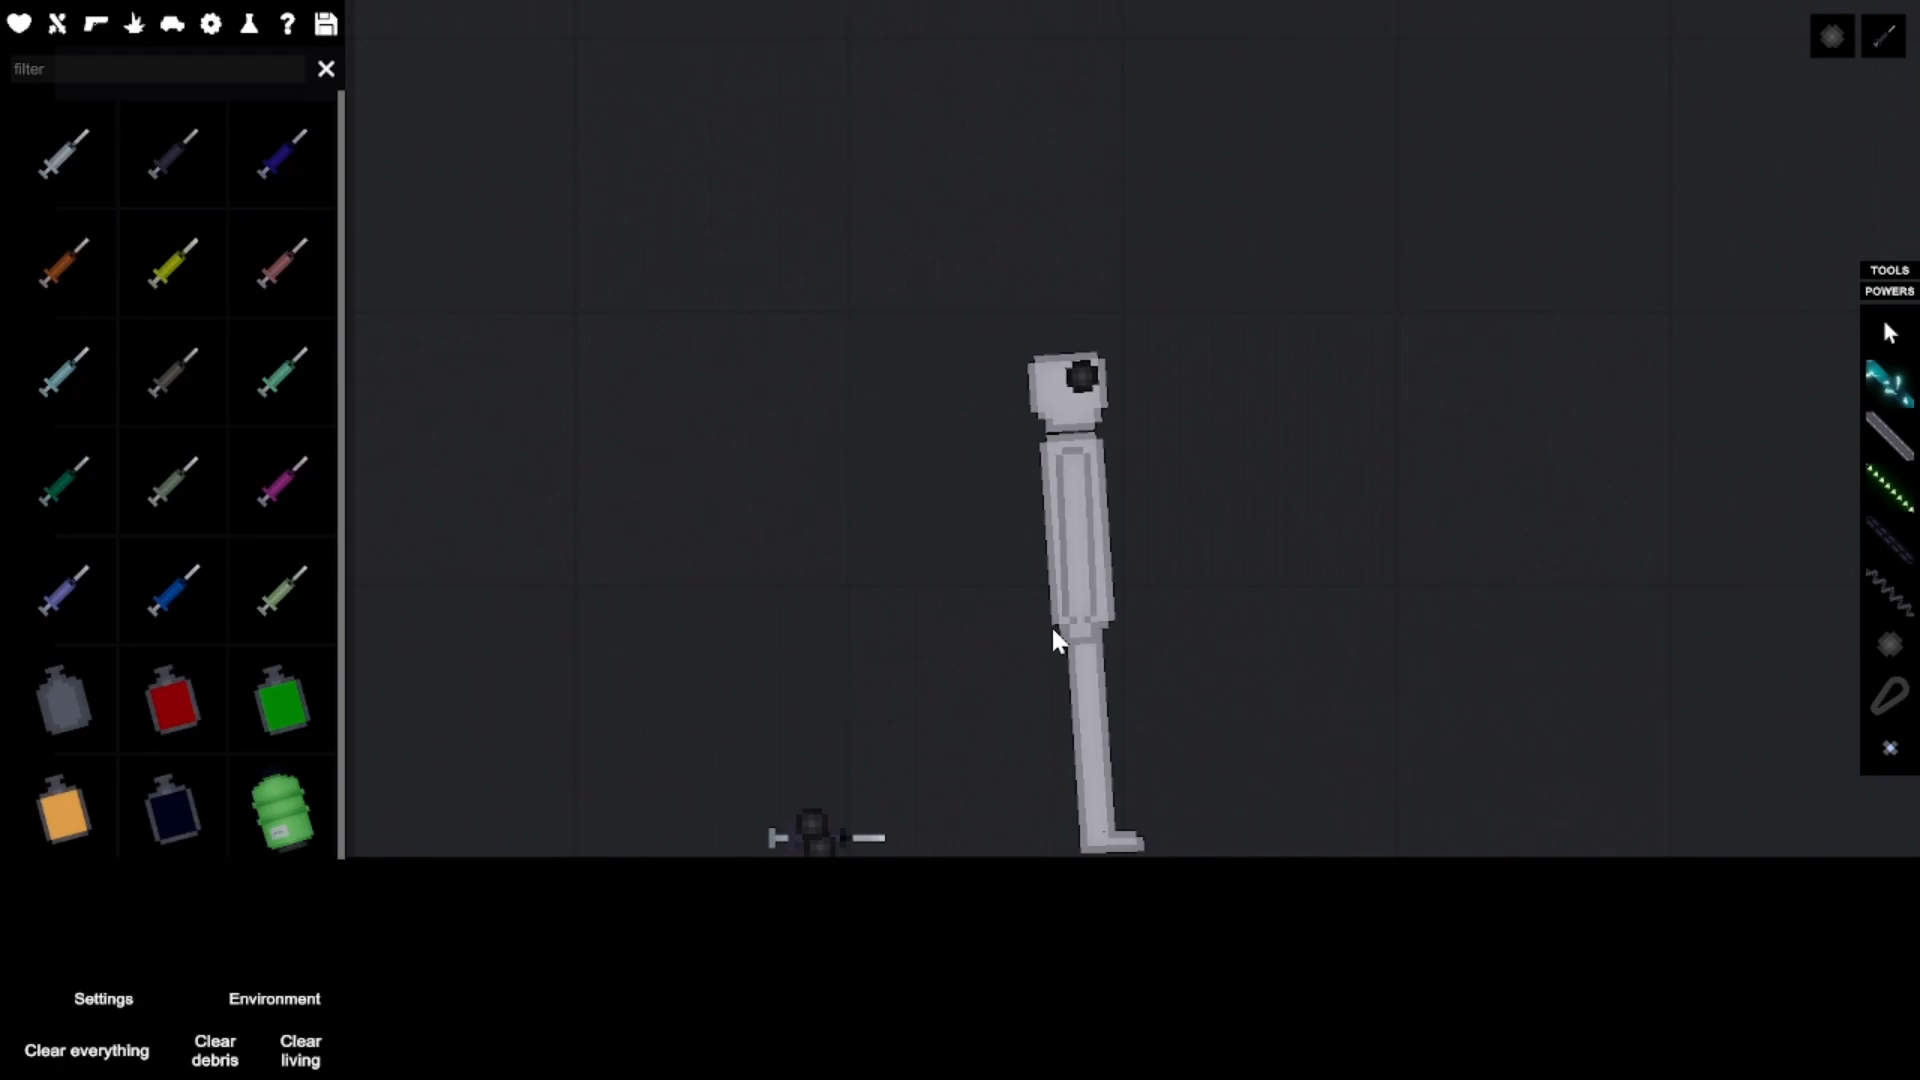 filter
TOOLS
POWERS
Settings
Environment
Clear everything
Clear
debris
Clear
living